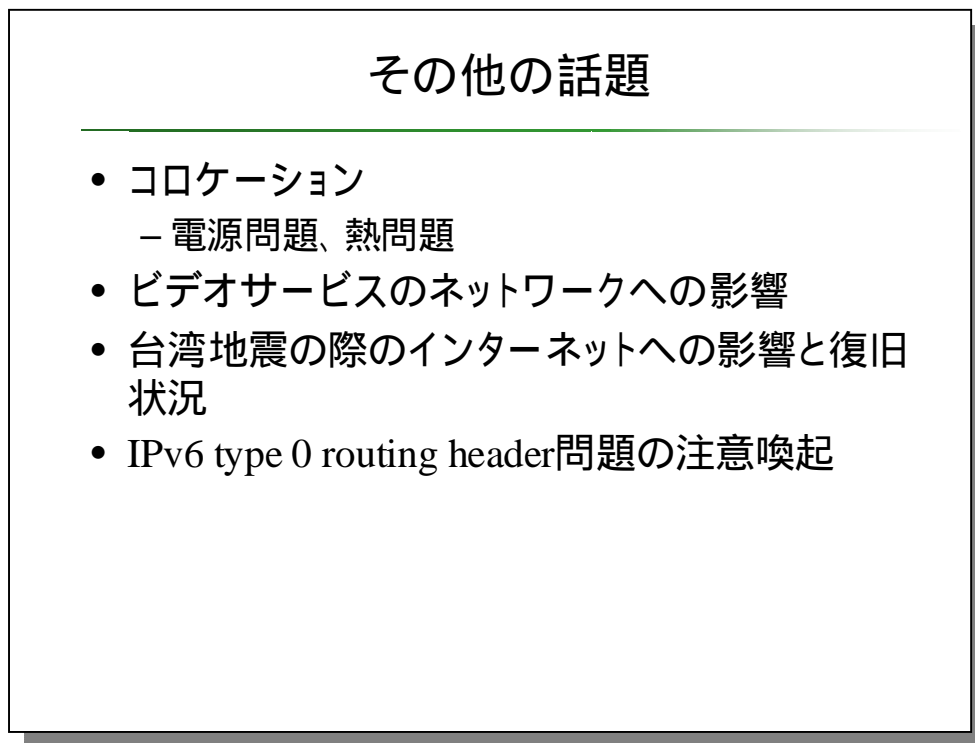 その他の話題
• コロケーション
– 電源問題、熱問題
• ビデオサービスのネットワークへの影響
• 台湾地震の際のインターネットへの影響と復旧
状況
• IPv6 type 0 routing header問題の注意喚起